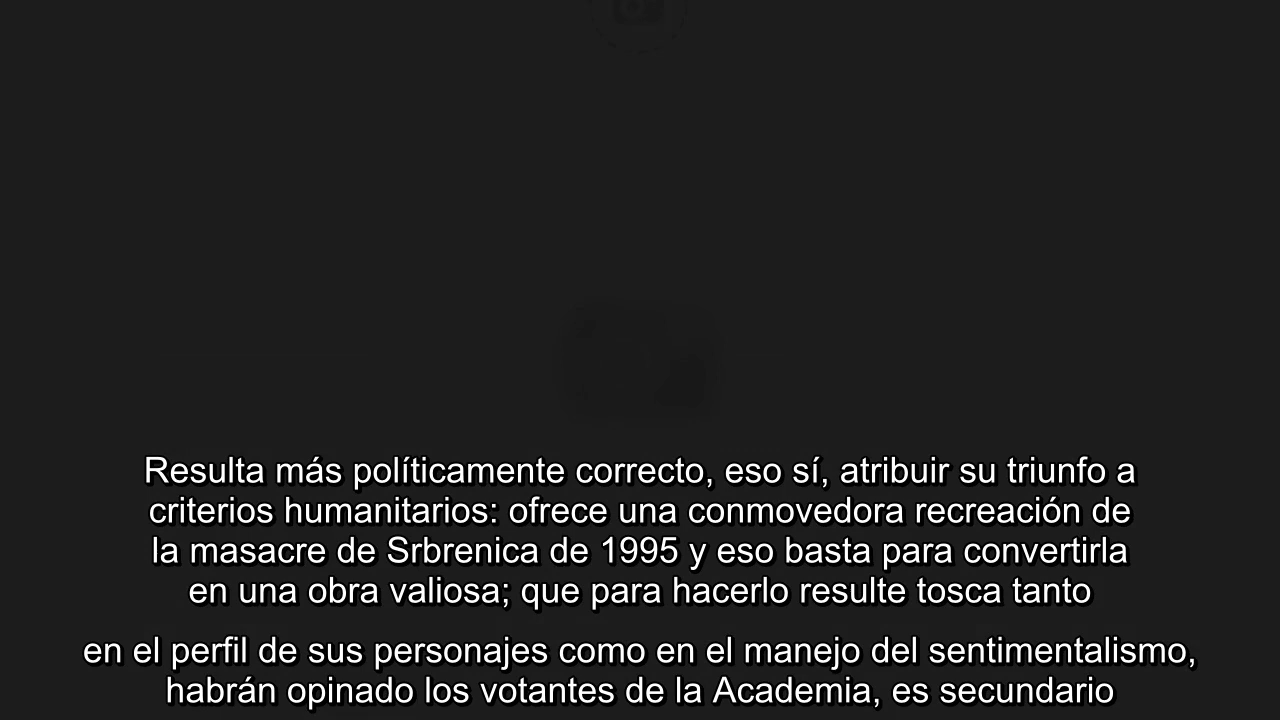 Resulta más políticamente correcto, eso sí, atribuir su triunfo a
criterios humanitarios: ofrece una conmovedora recreación de
la masacre de Srbrenica de 1995 y eso basta para convertirla
en una obra valiosa; que para hacerlo resulte tosca tanto
en el perfil de sus personajes como en el manejo del sentimentalismo,
habrán opinado los votantes de la Academia, es secundario